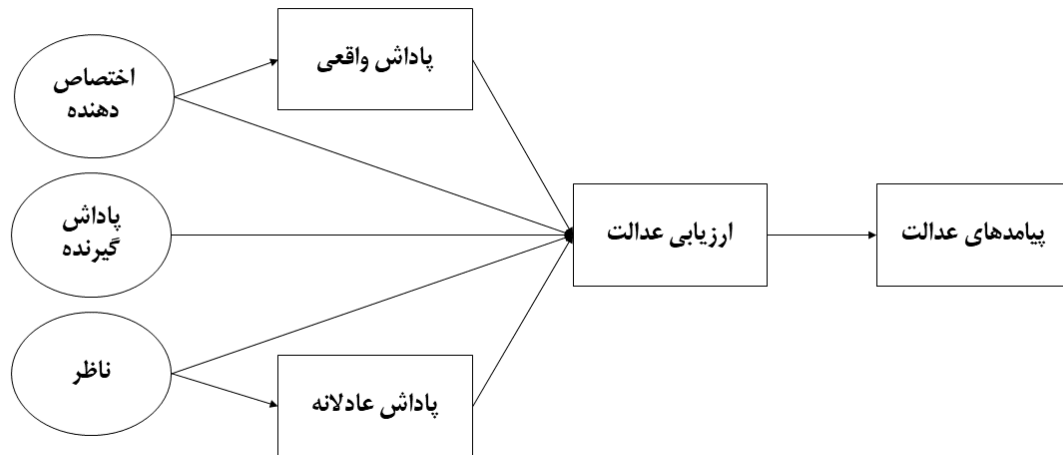 اختصاص
دهنده
پاداش واقعی
پاداش
گیرنده
ارزیابی عدالت
پیامدهای عدالت
ناظر
پاداش عادلانه